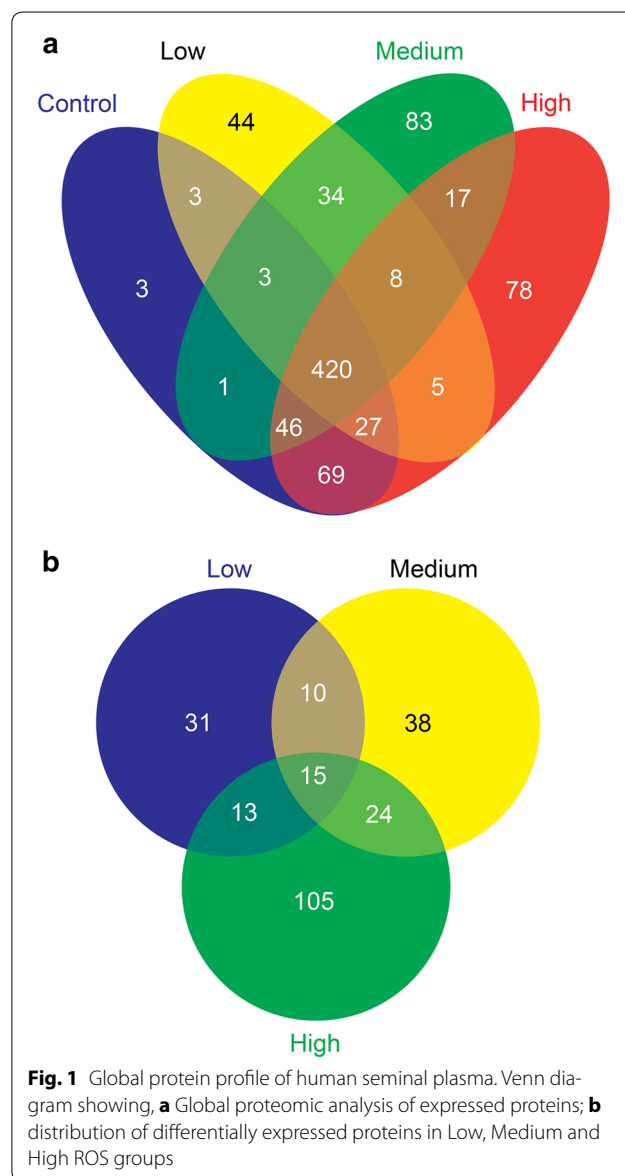 a
Low
Medium
Control
High
44
83
3
34
17
3
3
8
78
420
1
5
46
27
69
b
Low
Medium
10
31
38
15
13
24
105
High
Fig. 1 Global protein profile of human seminal plasma. Venn dia-
gram showing, a Global proteomic analysis of expressed proteins; b
distribution of differentially expressed proteins in Low, Medium and
High ROS groups